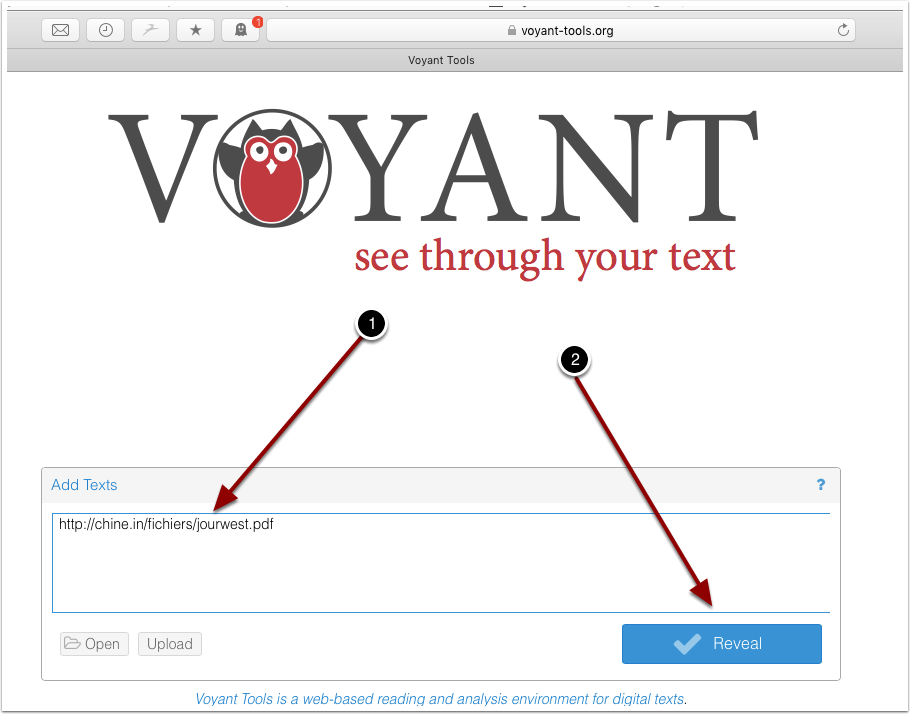 1
voyant-tools.org
Voyant Tools
VOYANT
see through your text
1
2
Add Texts ?
http://chine.in/fichiers/jourwest.pdf
Open Upload Reveal
Voyant Tools is a web-based reading and analysis environment for digital texts.